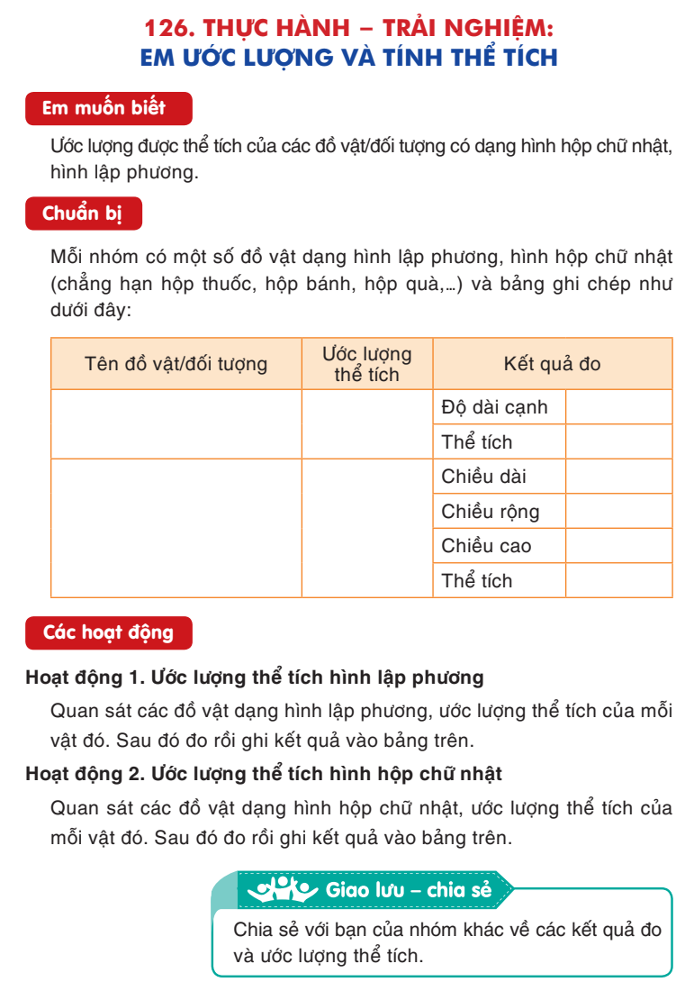 126. THỰC HÀNH – TRẢI NGHIỆM:
EM ƯỚC LƯỢNG VÀ TÍNH THỂ TÍCH
Em muốn biết
Ước lượng được thể tích của các đồ vật/đối tượng có dạng hình hộp chữ nhật,
hình lập phương.
Chuẩn bị
Mỗi nhóm có một số đồ vật dạng hình lập phương, hình hộp chữ nhật
(chẳng hạn hộp thuốc, hộp bánh, hộp quà,...) và bảng ghi chép như
dưới đây:
Tên đồ vật/đối tượng
Ước lượng
thể tích
Kết quả đo
Độ dài cạnh
Thể tích
Chiều dài
Chiều rộng
Chiều cao
Thể tích
Các hoạt động
Hoạt động 1. Ước lượng thể tích hình lập phương
Quan sát các đồ vật dạng hình lập phương, ước lượng thể tích của mỗi
vật đó. Sau đó đo rồi ghi kết quả vào bảng trên.
Hoạt động 2. Ước lượng thể tích hình hộp chữ nhật
Quan sát các đồ vật dạng hình hộp chữ nhật, ước lượng thể tích của
mỗi vật đó. Sau đó đo rồi ghi kết quả vào bảng trên.
Giao lưu – chia sẻ
Chia sẻ với bạn của nhóm khác về các kết quả đo
và ước lượng thể tích.